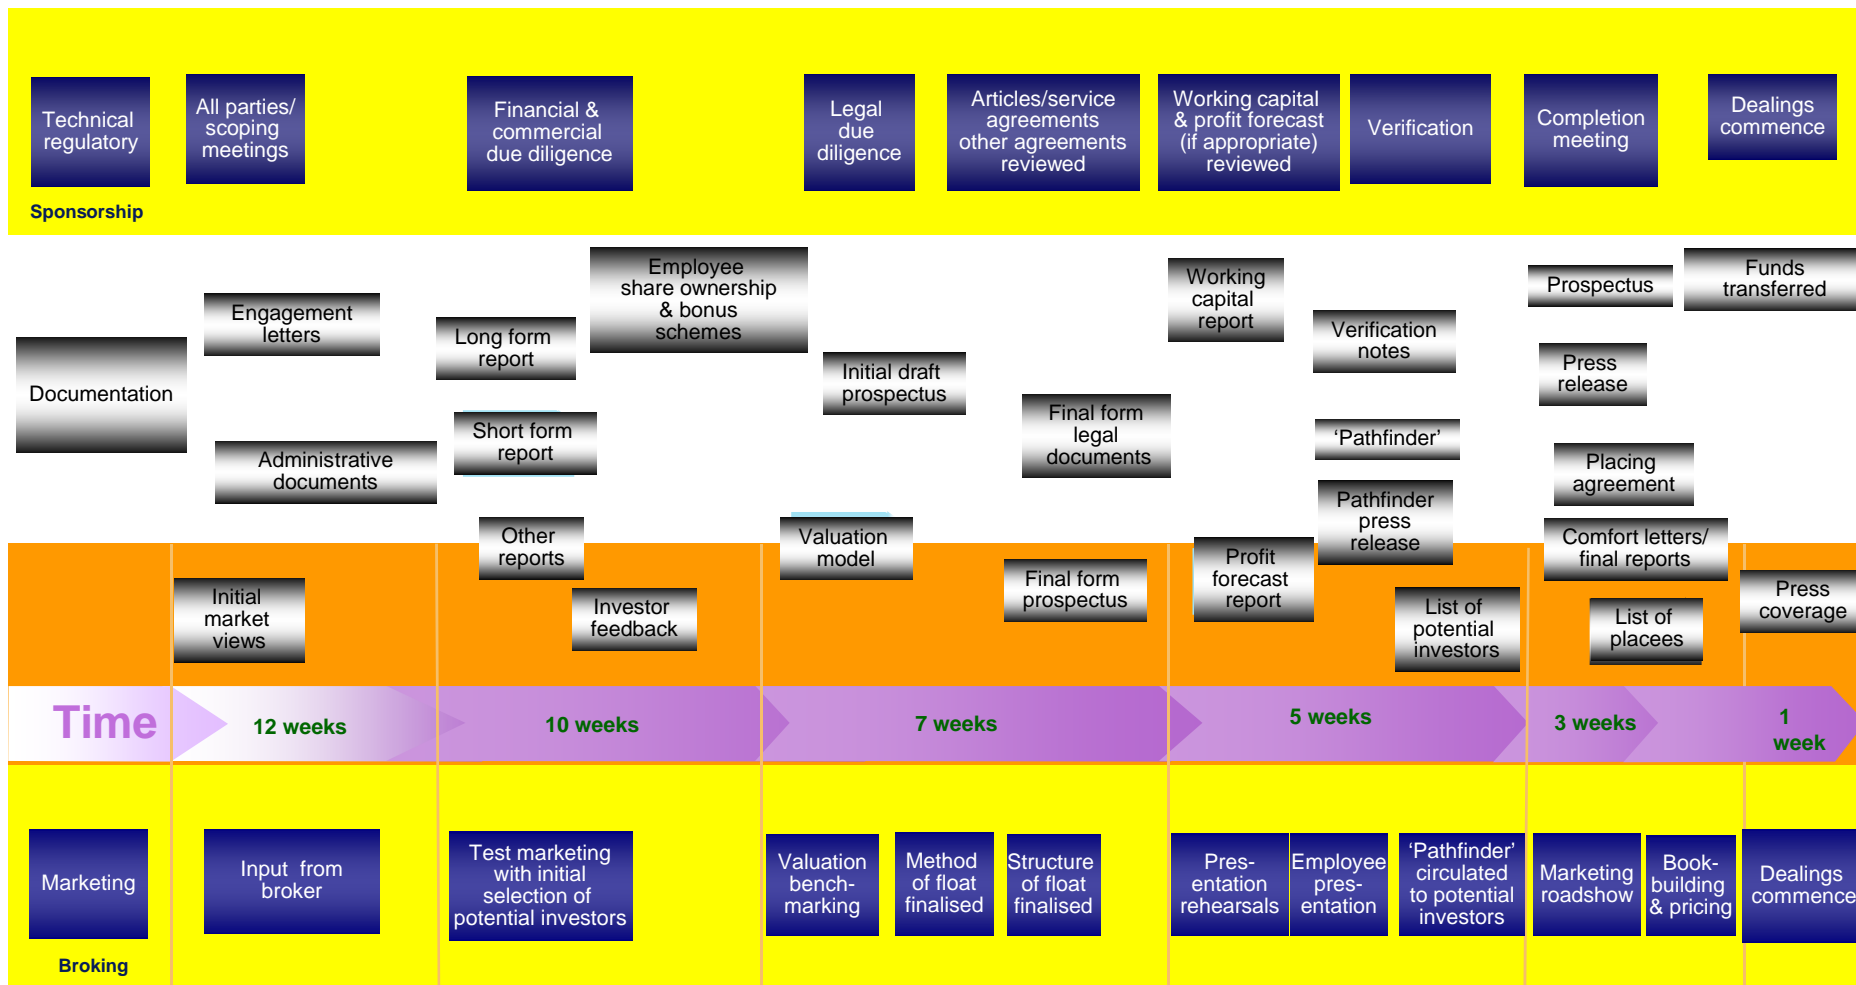 Technical
regulatory
All parties/
scoping
meetings
Financial &
commercial
due diligence
Legal
due
diligence
Articles/service
agreements
other agreements
reviewed
Working capital
& profit forecast
(if appropriate)
reviewed
Verification
Completion
meeting
Dealings
commence
Sponsorship
Documentation
Engagement
letters
Administrative
documents
Long form
report
Short form
report
Other
reports
Employee
share ownership
& bonus
schemes
Initial draft
prospectus
Valuation
model
Final form
legal
documents
Final form
prospectus
Working
capital
report
Profit
forecast
report
Verification
notes
‘Pathfinder’
Pathfinder
press
release
List of
potential
investors
Prospectus
Press
release
Placing
agreement
Comfort letters/
final reports
List of
placees
Funds
transferred
Press
coverage
Initial
market
views
Investor
feedback
Time
12 weeks
10 weeks
7 weeks
5 weeks
3 weeks
1
week
Marketing
Input from
broker
Test marketing
with initial
selection of
potential investors
Valuation
bench-
marking
Method
of float
finalised
Structure
of float
finalised
Pres-
entation
rehearsals
Employee
pres-
entation
‘Pathfinder’
circulated
to potential
investors
Marketing
roadshow
Book-
building
& pricing
Dealings
commence
Broking